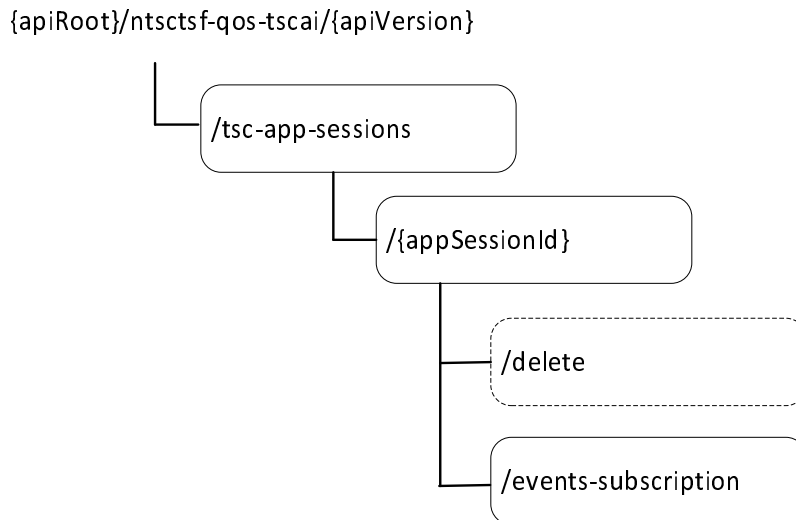 {apiRoot}/ntsctsf-qos-tscai/{apiVersion}
/tsc-app-sessions
/{appSessionId}
/delete
/events-subscription